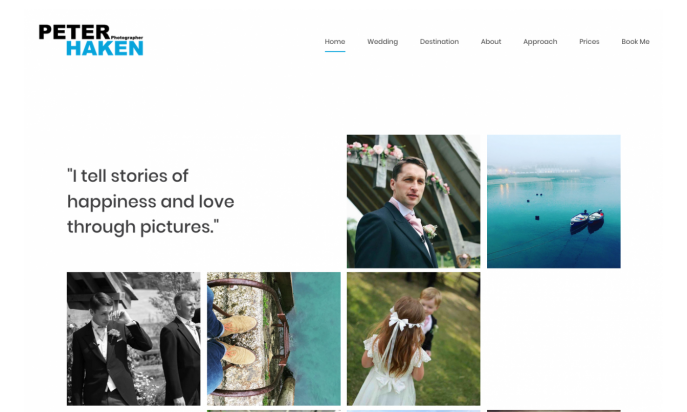 PETER Photographer
HAKEN
Home Wedding Destination About Approach Prices Book Me
"I tell stories of
happiness and love
through pictures."